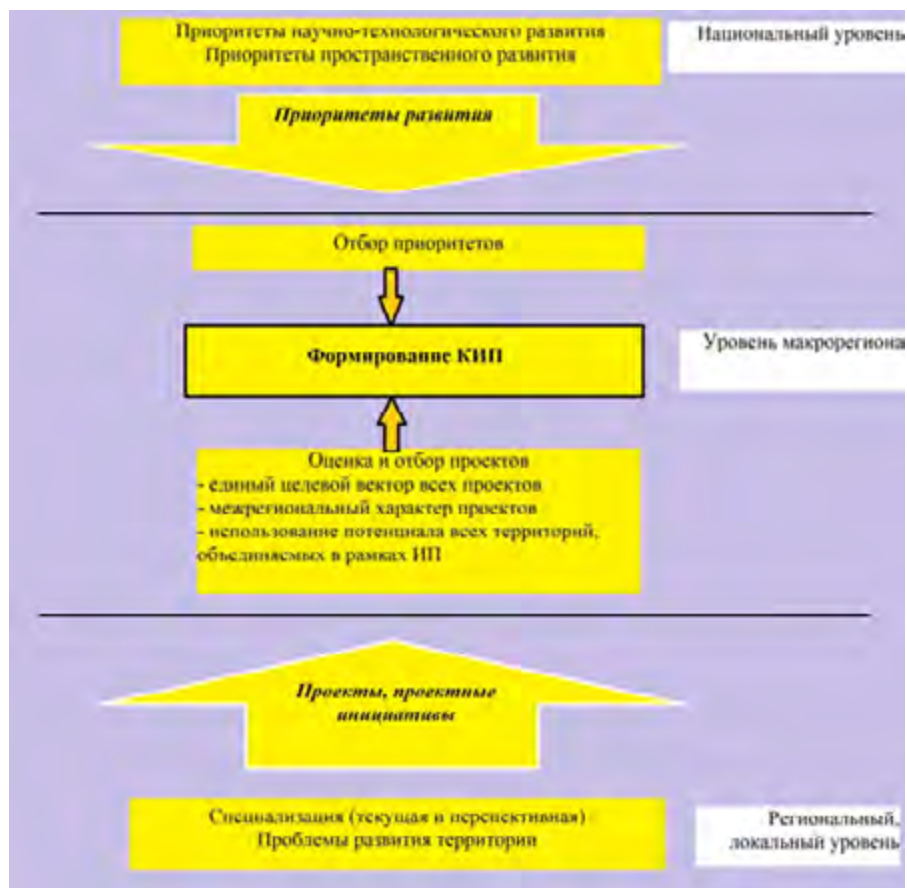 Приоритеты научно-технологического развития
Приоритеты пространственного развития
Национальный уровень
Приоритеты развития
Отбор приоритетов
Формирование КИП
Уровень макрорегиона
Оценка и отбор проектов
- единый целевой вектор всех проектов
- межрегиональный характер проектов
- использование потенциала всех территорий,
объединяемых в рамках ИП
Проекты, проектные
инициативы
Специализация (текущая и перспективная)
Проблемы развития территории
Региональный,
локальный уровень